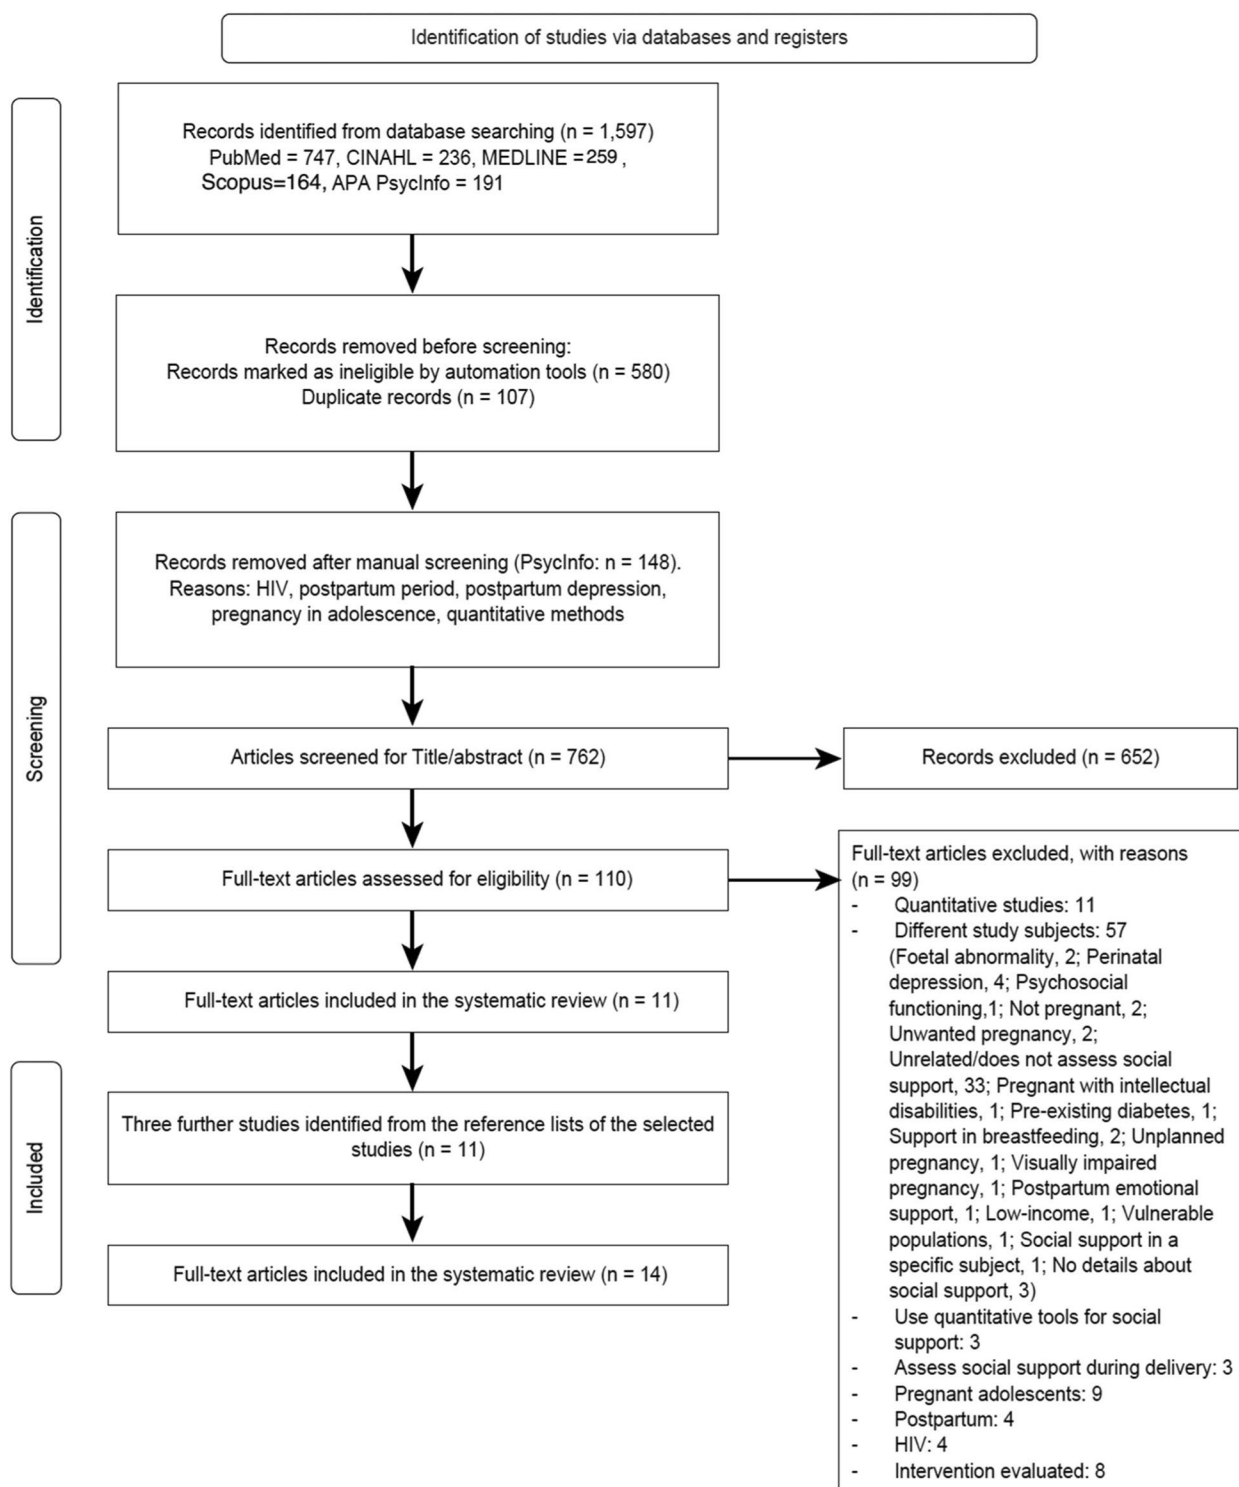 Identification of studies via databases and registers
Identification
Records identified from database searching (n = 1,597)
PubMed = 747, CINAHL = 236, MEDLINE =259 ,
Scopus=164, APA PsycInfo = 191
Records removed before screening:
Records marked as ineligible by automation tools (n = 580)
Duplicate records (n = 107)
Screening
Records removed after manual screening (PsycInfo: n = 148).
Reasons: HIV, postpartum period, postpartum depression,
pregnancy in adolescence, quantitative methods
Articles screened for Title/abstract (n = 762)
Records excluded (n = 652)
Full-text articles assessed for eligibility (n = 110)
Full-text articles excluded, with reasons
(n = 99)
- Quantitative studies: 11
- Different study subjects: 57
(Foetal abnormality, 2; Perinatal
depression, 4; Psychosocial
functioning,1; Not pregnant, 2;
Unwanted pregnancy, 2;
Unrelated/does not assess social
support, 33; Pregnant with intellectual
disabilities, 1; Pre-existing diabetes, 1;
Support in breastfeeding, 2; Unplanned
pregnancy, 1; Visually impaired
pregnancy, 1; Postpartum emotional
support, 1; Low-income, 1; Vulnerable
populations, 1; Social support in a
specific subject, 1; No details about
social support, 3)
- Use quantitative tools for social
support: 3
- Assess social support during delivery: 3
- Pregnant adolescents: 9
- Postpartum: 4
- HIV: 4
- Intervention evaluated: 8
Full-text articles included in the systematic review (n = 11)
Included
Three further studies identified from the reference lists of the selected
studies (n = 11)
Full-text articles included in the systematic review (n = 14)